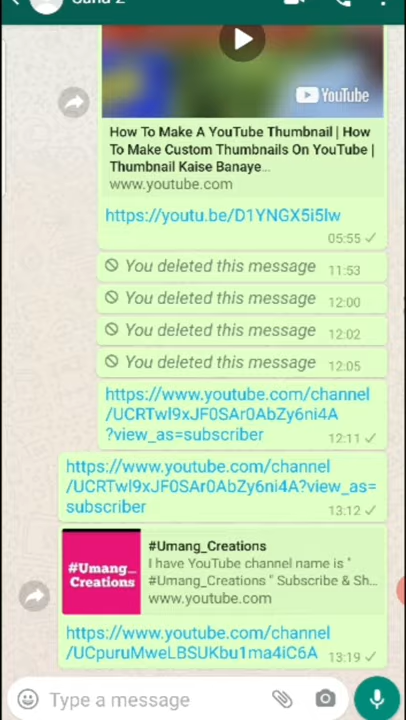 YouTube
How To Make A YouTube Thumbnail | How
To Make Custom Thumbnails On YouTube |
Thumbnail Kaise Banaye...
www.youtube.com
https://youtu.be/D1YNGX5i5lw
05:55
You deleted this message 11:53
You deleted this message 12:00
You deleted this message 12:02
You deleted this message 12:05
https://www.youtube.com/channel
/UCRTwl9xJF0SAr0AbZy6ni4A
?view_as=subscriber 12:11
https://www.youtube.com/channel
/UCRTwl9xJF0SAr0AbZy6ni4A?view_as=
subscriber 13:12
#Umang_
Creations
#Umang_Creations
I have YouTube channel name is "
#Umang_Creations " Subscribe & Sh...
www.youtube.com
https://www.youtube.com/channel
/UCpuruMweLBSUKbu1ma4iC6A 13:19
Type a message